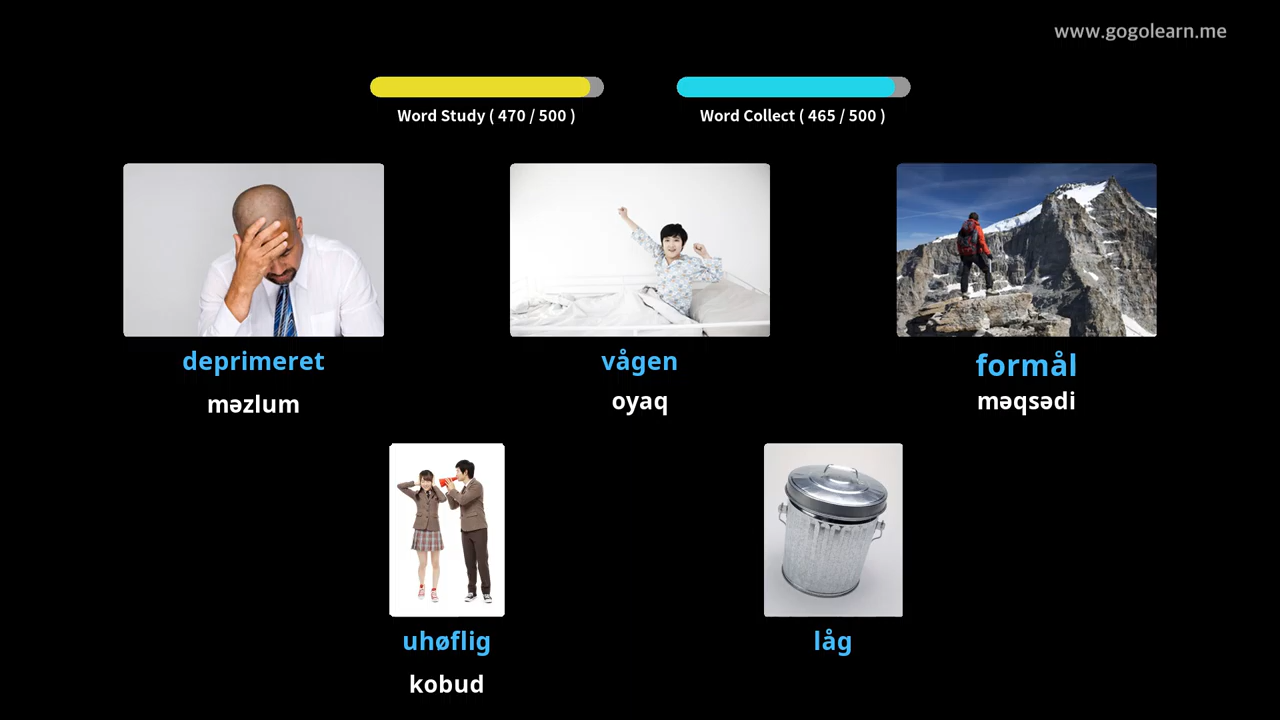 www.gogolearn.me
Word Study ( 470 / 500 )
Word Collect ( 465 / 500 )
deprimeret
məzlum
vågen
oyaq
formål
məqsədi
uhøflig
kobud
låg